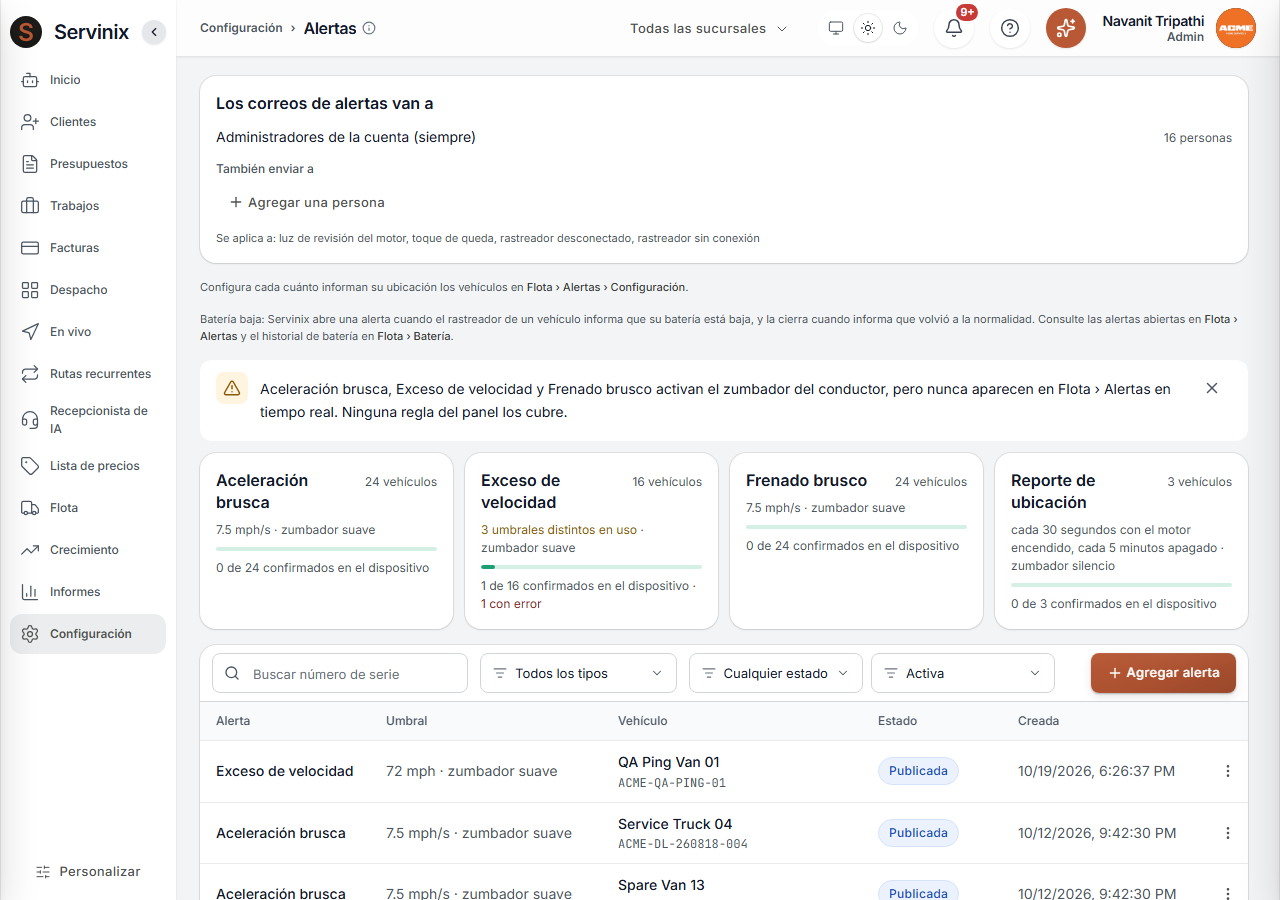 S Servinix
Configuración › Alertas
Todas las sucursales
9+
Navanit Tripathi
Admin
ACME
Inicio
Clientes
Presupuestos
Trabajos
Facturas
Despacho
En vivo
Rutas recurrentes
Recepcionista de
IA
Lista de precios
Flota
Crecimiento
Informes
Configuración
Personalizar
Los correos de alertas van a
Administradores de la cuenta (siempre)
16 personas
También enviar a
+ Agregar una persona
Se aplica a: luz de revisión del motor, toque de queda, rastreador desconectado, rastreador sin conexión
Configura cada cuánto informan su ubicación los vehículos en Flota › Alertas › Configuración.
Batería baja: Servinix abre una alerta cuando el rastreador de un vehículo informa que su batería está baja, y la cierra cuando informa que volvió a la normalidad. Consulte las alertas abiertas en Flota ›
Alertas y el historial de batería en Flota › Batería.
Aceleración brusca, Exceso de velocidad y Frenado brusco activan el zumbador del conductor, pero nunca aparecen en Flota › Alertas en
tiempo real. Ninguna regla del panel los cubre.
Aceleración
brusca
24 vehículos
7.5 mph/s · zumbador suave
0 de 24 confirmados en el dispositivo
Exceso de
velocidad
16 vehículos
3 umbrales distintos en uso ·
zumbador suave
1 de 16 confirmados en el dispositivo ·
1 con error
Frenado brusco
24 vehículos
7.5 mph/s · zumbador suave
0 de 24 confirmados en el dispositivo
Reporte de
ubicación
3 vehículos
cada 30 segundos con el motor
encendido, cada 5 minutos apagado ·
zumbador silencio
0 de 3 confirmados en el dispositivo
Buscar número de serie
Todos los tipos
Cualquier estado
Activa
+ Agregar alerta
Alerta Umbral Vehículo Estado Creada
Exceso de velocidad 72 mph · zumbador suave QA Ping Van 01 Publicada 10/19/2026, 6:26:37 PM
ACME-QA-PING-01
Aceleración brusca 7.5 mph/s · zumbador suave Service Truck 04 Publicada 10/12/2026, 9:42:30 PM
ACME-DL-260818-004
Aceleración brusca 7.5 mph/s · zumbador suave Spare Van 13 Publicada 10/12/2026, 9:42:30 PM